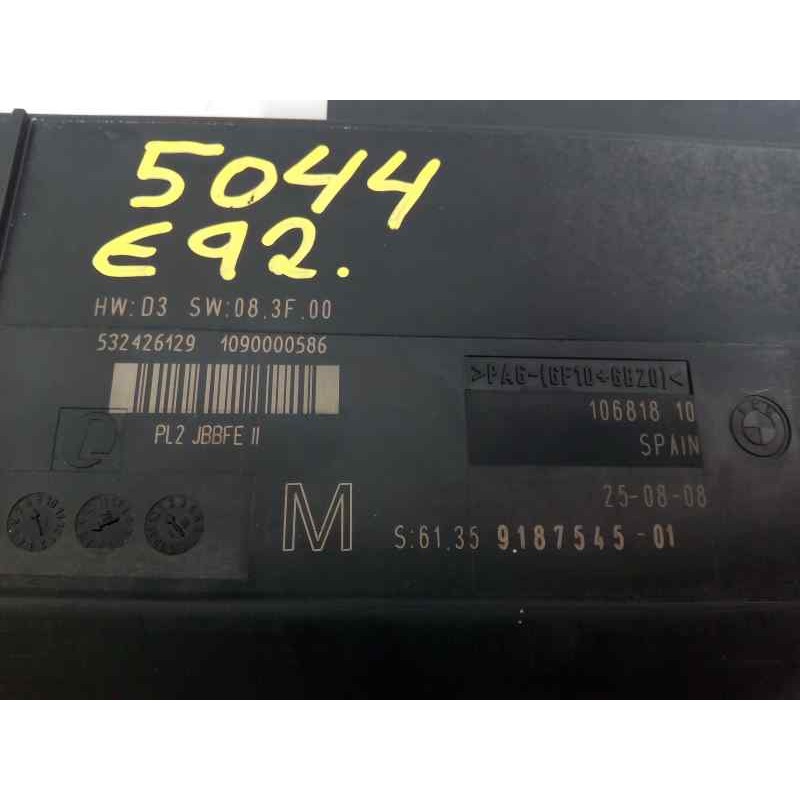 5044
E92.
HW:D3 SW:08.3F.00
532426129 1090000586
>PA6-(GF10+GB20)<
106818 10
PL2 JBBFE II
SPAIN
25-08-08
M
S:61.35 9187545-01